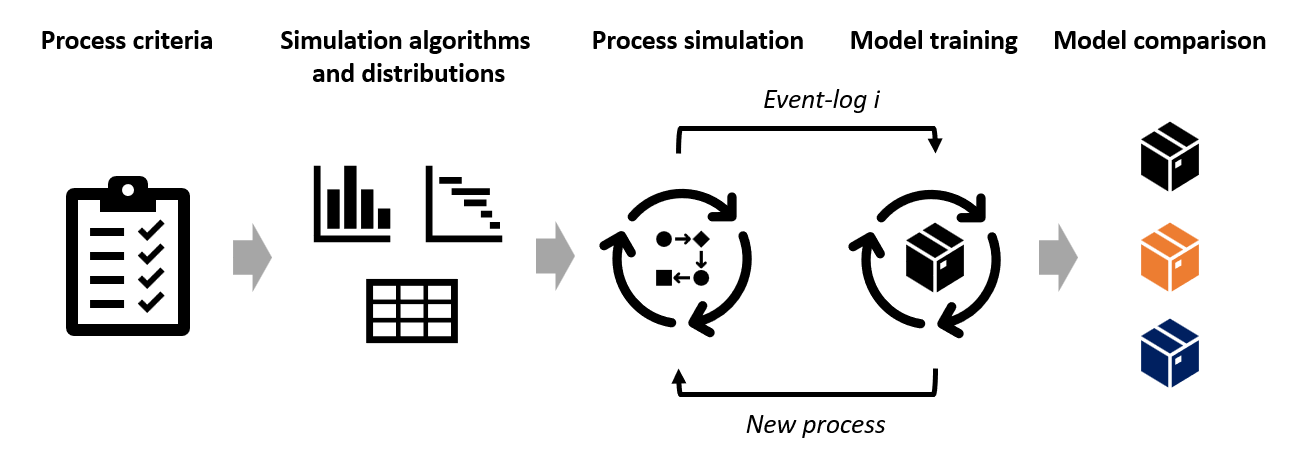 Process criteria
Simulation algorithms
and distributions
Process simulation
Model training
Model comparison
Event-log i
New process